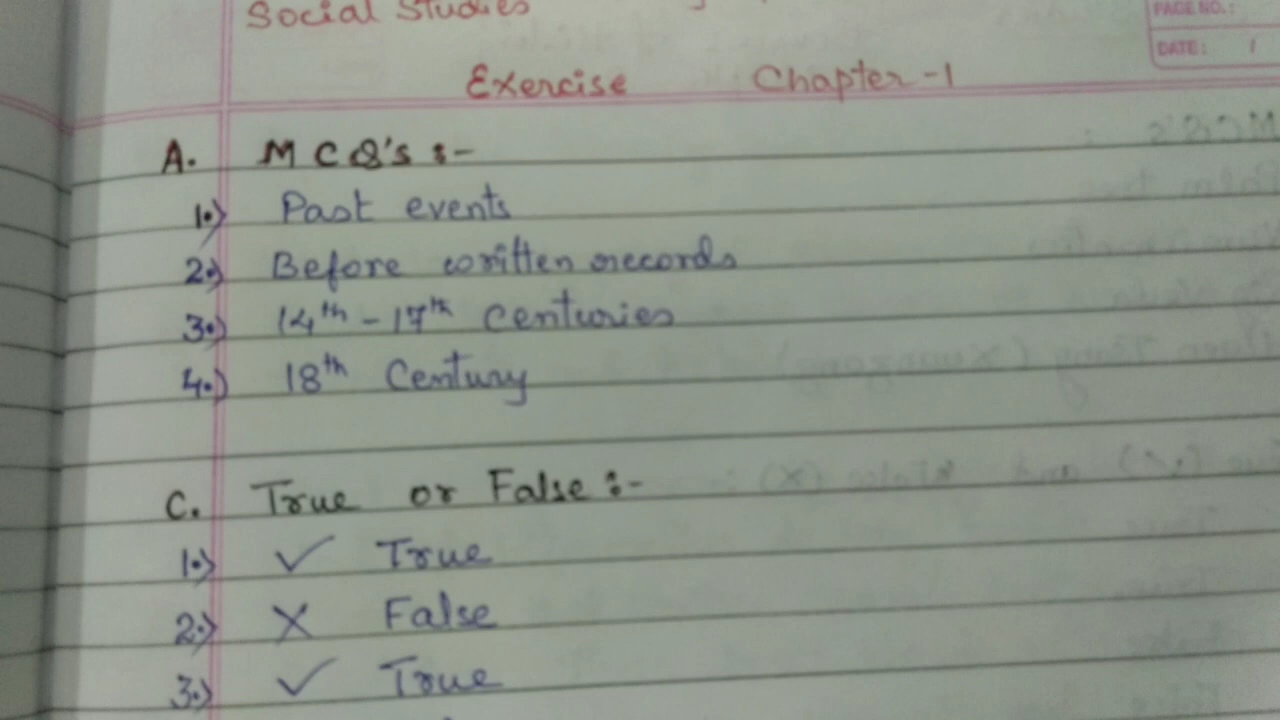 Social Studies
PAGE NO.:
DATE: /
Exercise Chapter-1
A. MCQ's :-
1.) Past events
2.) Before written records
3.) 14th - 17th Centuries
4.) 18th Century
C. True or False :-
1.) ✓ True
2.) X False
3.) ✓ True